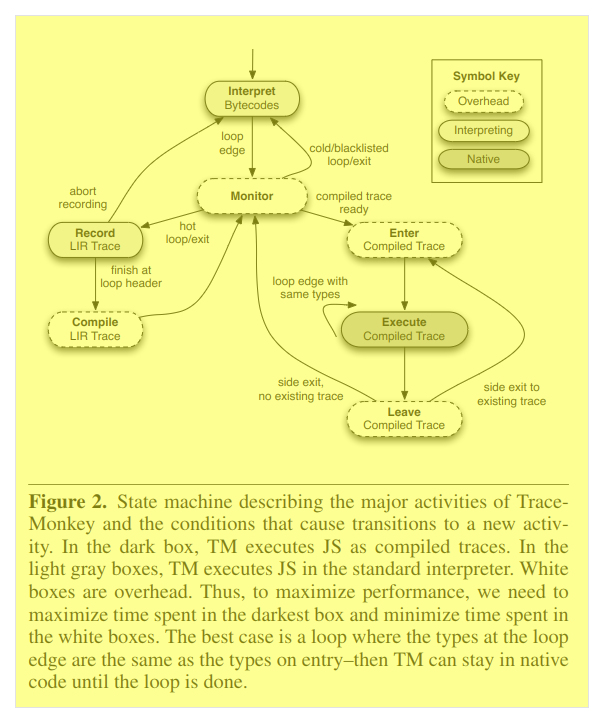 Interpret
Bytecodes
Symbol Key
Overhead
Interpreting
Native
loop
edge
cold/blacklisted
loop/exit
abort
recording
Monitor
compiled trace
ready
Record
LIR Trace
hot
loop/exit
Enter
Compiled Trace
finish at
loop header
loop edge with
same types
Compile
LIR Trace
Execute
Compiled Trace
side exit,
no existing trace
side exit to
existing trace
Leave
Compiled Trace
Figure 2. State machine describing the major activities of Trace-
Monkey and the conditions that cause transitions to a new activ-
ity. In the dark box, TM executes JS as compiled traces. In the
light gray boxes, TM executes JS in the standard interpreter. White
boxes are overhead. Thus, to maximize performance, we need to
maximize time spent in the darkest box and minimize time spent in
the white boxes. The best case is a loop where the types at the loop
edge are the same as the types on entry–then TM can stay in native
code until the loop is done.